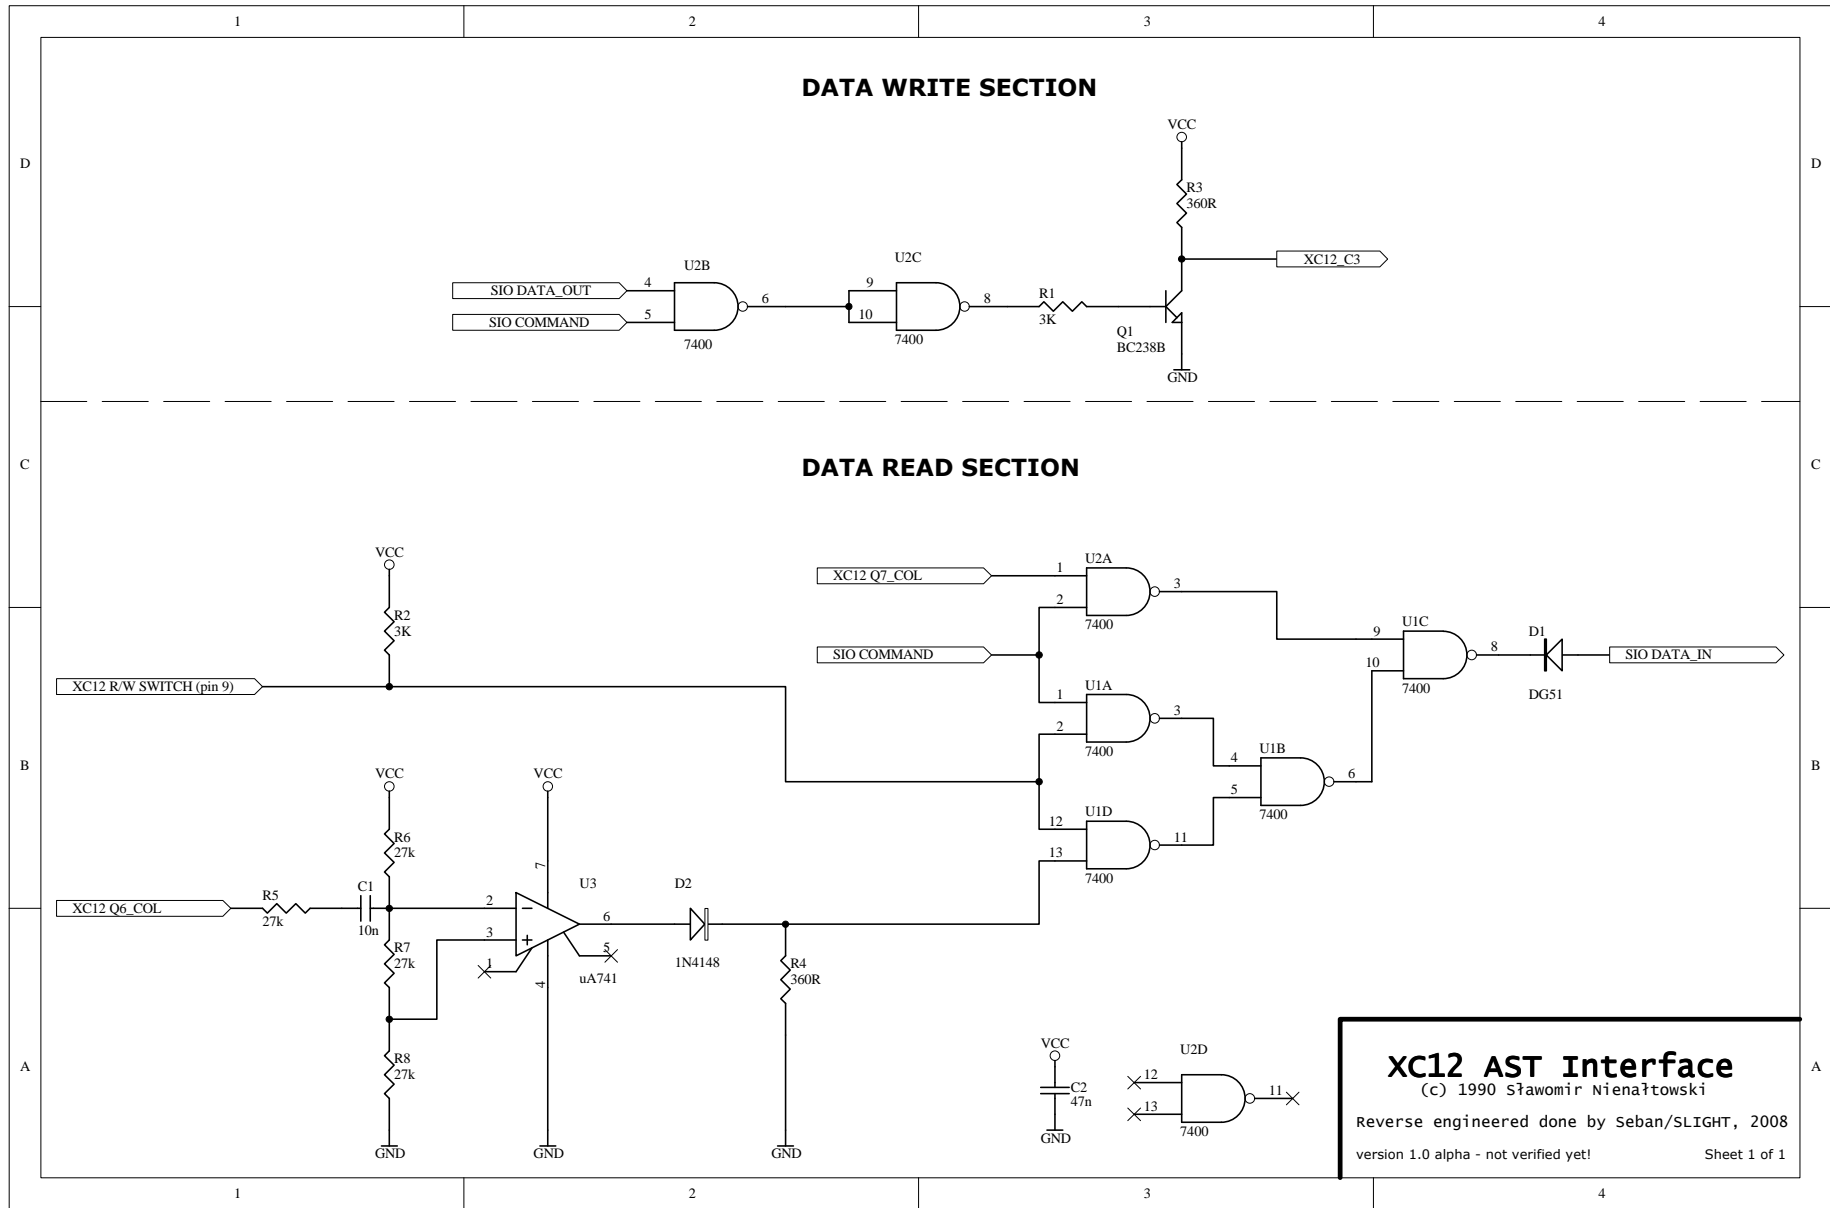 1 2 3 4
DATA WRITE SECTION
VCC
D D
R3
360R
U2B U2C
SIO DATA_OUT 4 9 XC12_C3
6 8 R1
SIO COMMAND 5 10 3K
7400 7400
Q1
BC238B
GND
C C
DATA READ SECTION
VCC
U2A
XC12 Q7_COL 1 3
R2
3K
2
7400
U1C
SIO COMMAND 9 8 D1 SIO DATA_IN
10
7400 DG51
XC12 R/W SWITCH (pin 9)
U1A
1 3
2
7400
B B
U1B
4 6
5
7400
VCC VCC
U1D
12 11
13
7400
R6
27k
7
XC12 Q6_COL R5
27k
C1
10n
2 U3 D2
6
3
1 5
4
uA741 1N4148
R7
27k
R4
360R
R8
27k
A A
GND GND GND
VCC
C2
47n
GND
U2D
12 11
13
7400
XC12 AST Interface
(c) 1990 Sławomir Nienałtowski
Reverse engineered done by Seban/SLIGHT, 2008
version 1.0 alpha - not verified yet! Sheet 1 of 1
1 2 3 4